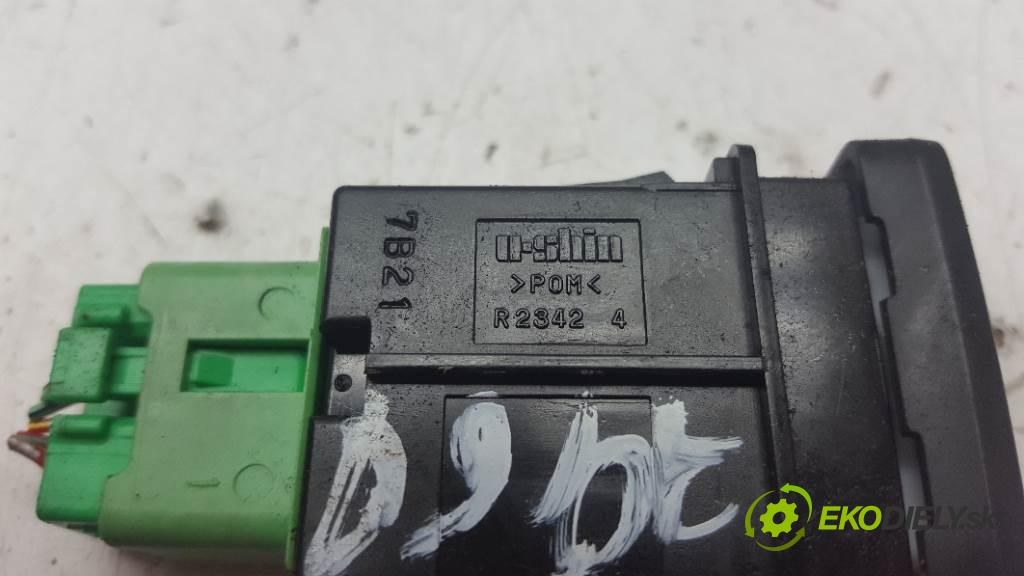 7B21
u-shin
>POM<
R2342 4
EKODIELY.sk